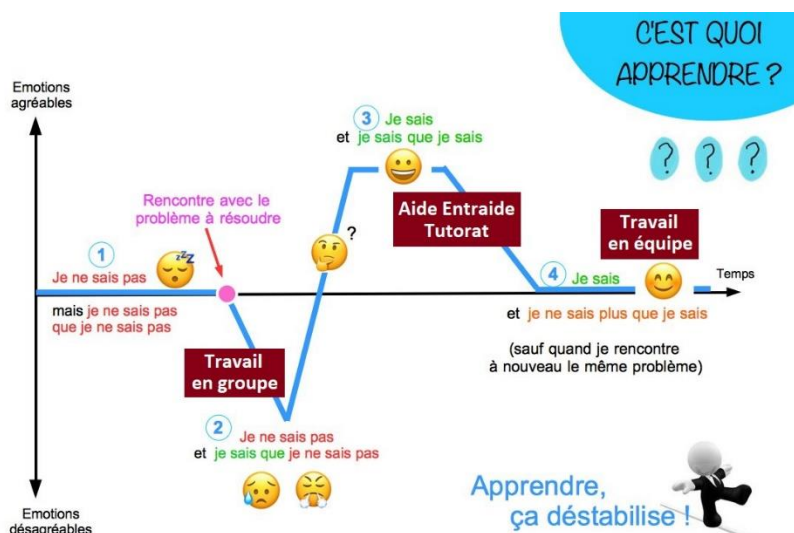 C'EST QUOI
APPRENDRE ?
? ? ?
Emotions
agréables
3 Je sais
et je sais que je sais
Rencontre avec le
problème à résoudre
?
Aide Entraide
Tutorat
Travail
en équipe
1
Je ne sais pas
zzZ
4 Je sais
Temps
mais je ne sais pas
que je ne sais pas
et je ne sais plus que je sais
Travail
en groupe
(sauf quand je rencontre
à nouveau le même problème)
2 Je ne sais pas
et je sais que je ne sais pas
Apprendre,
ça déstabilise !
Emotions
désagréables